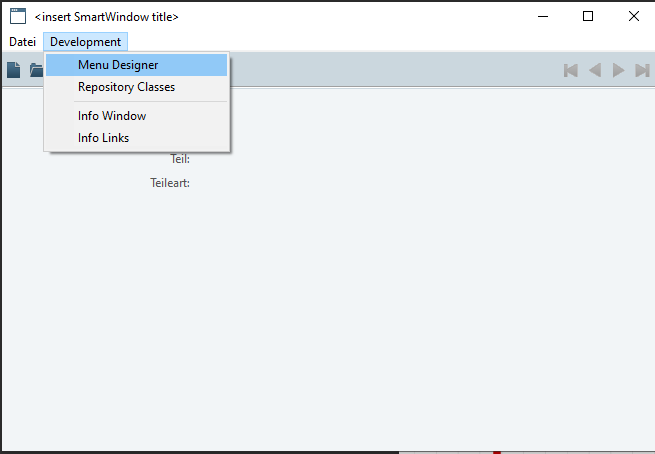 <insert SmartWindow title>
Datei Development
Menu Designer
Repository Classes
Info Window
Info Links
Teil:
Teileart: